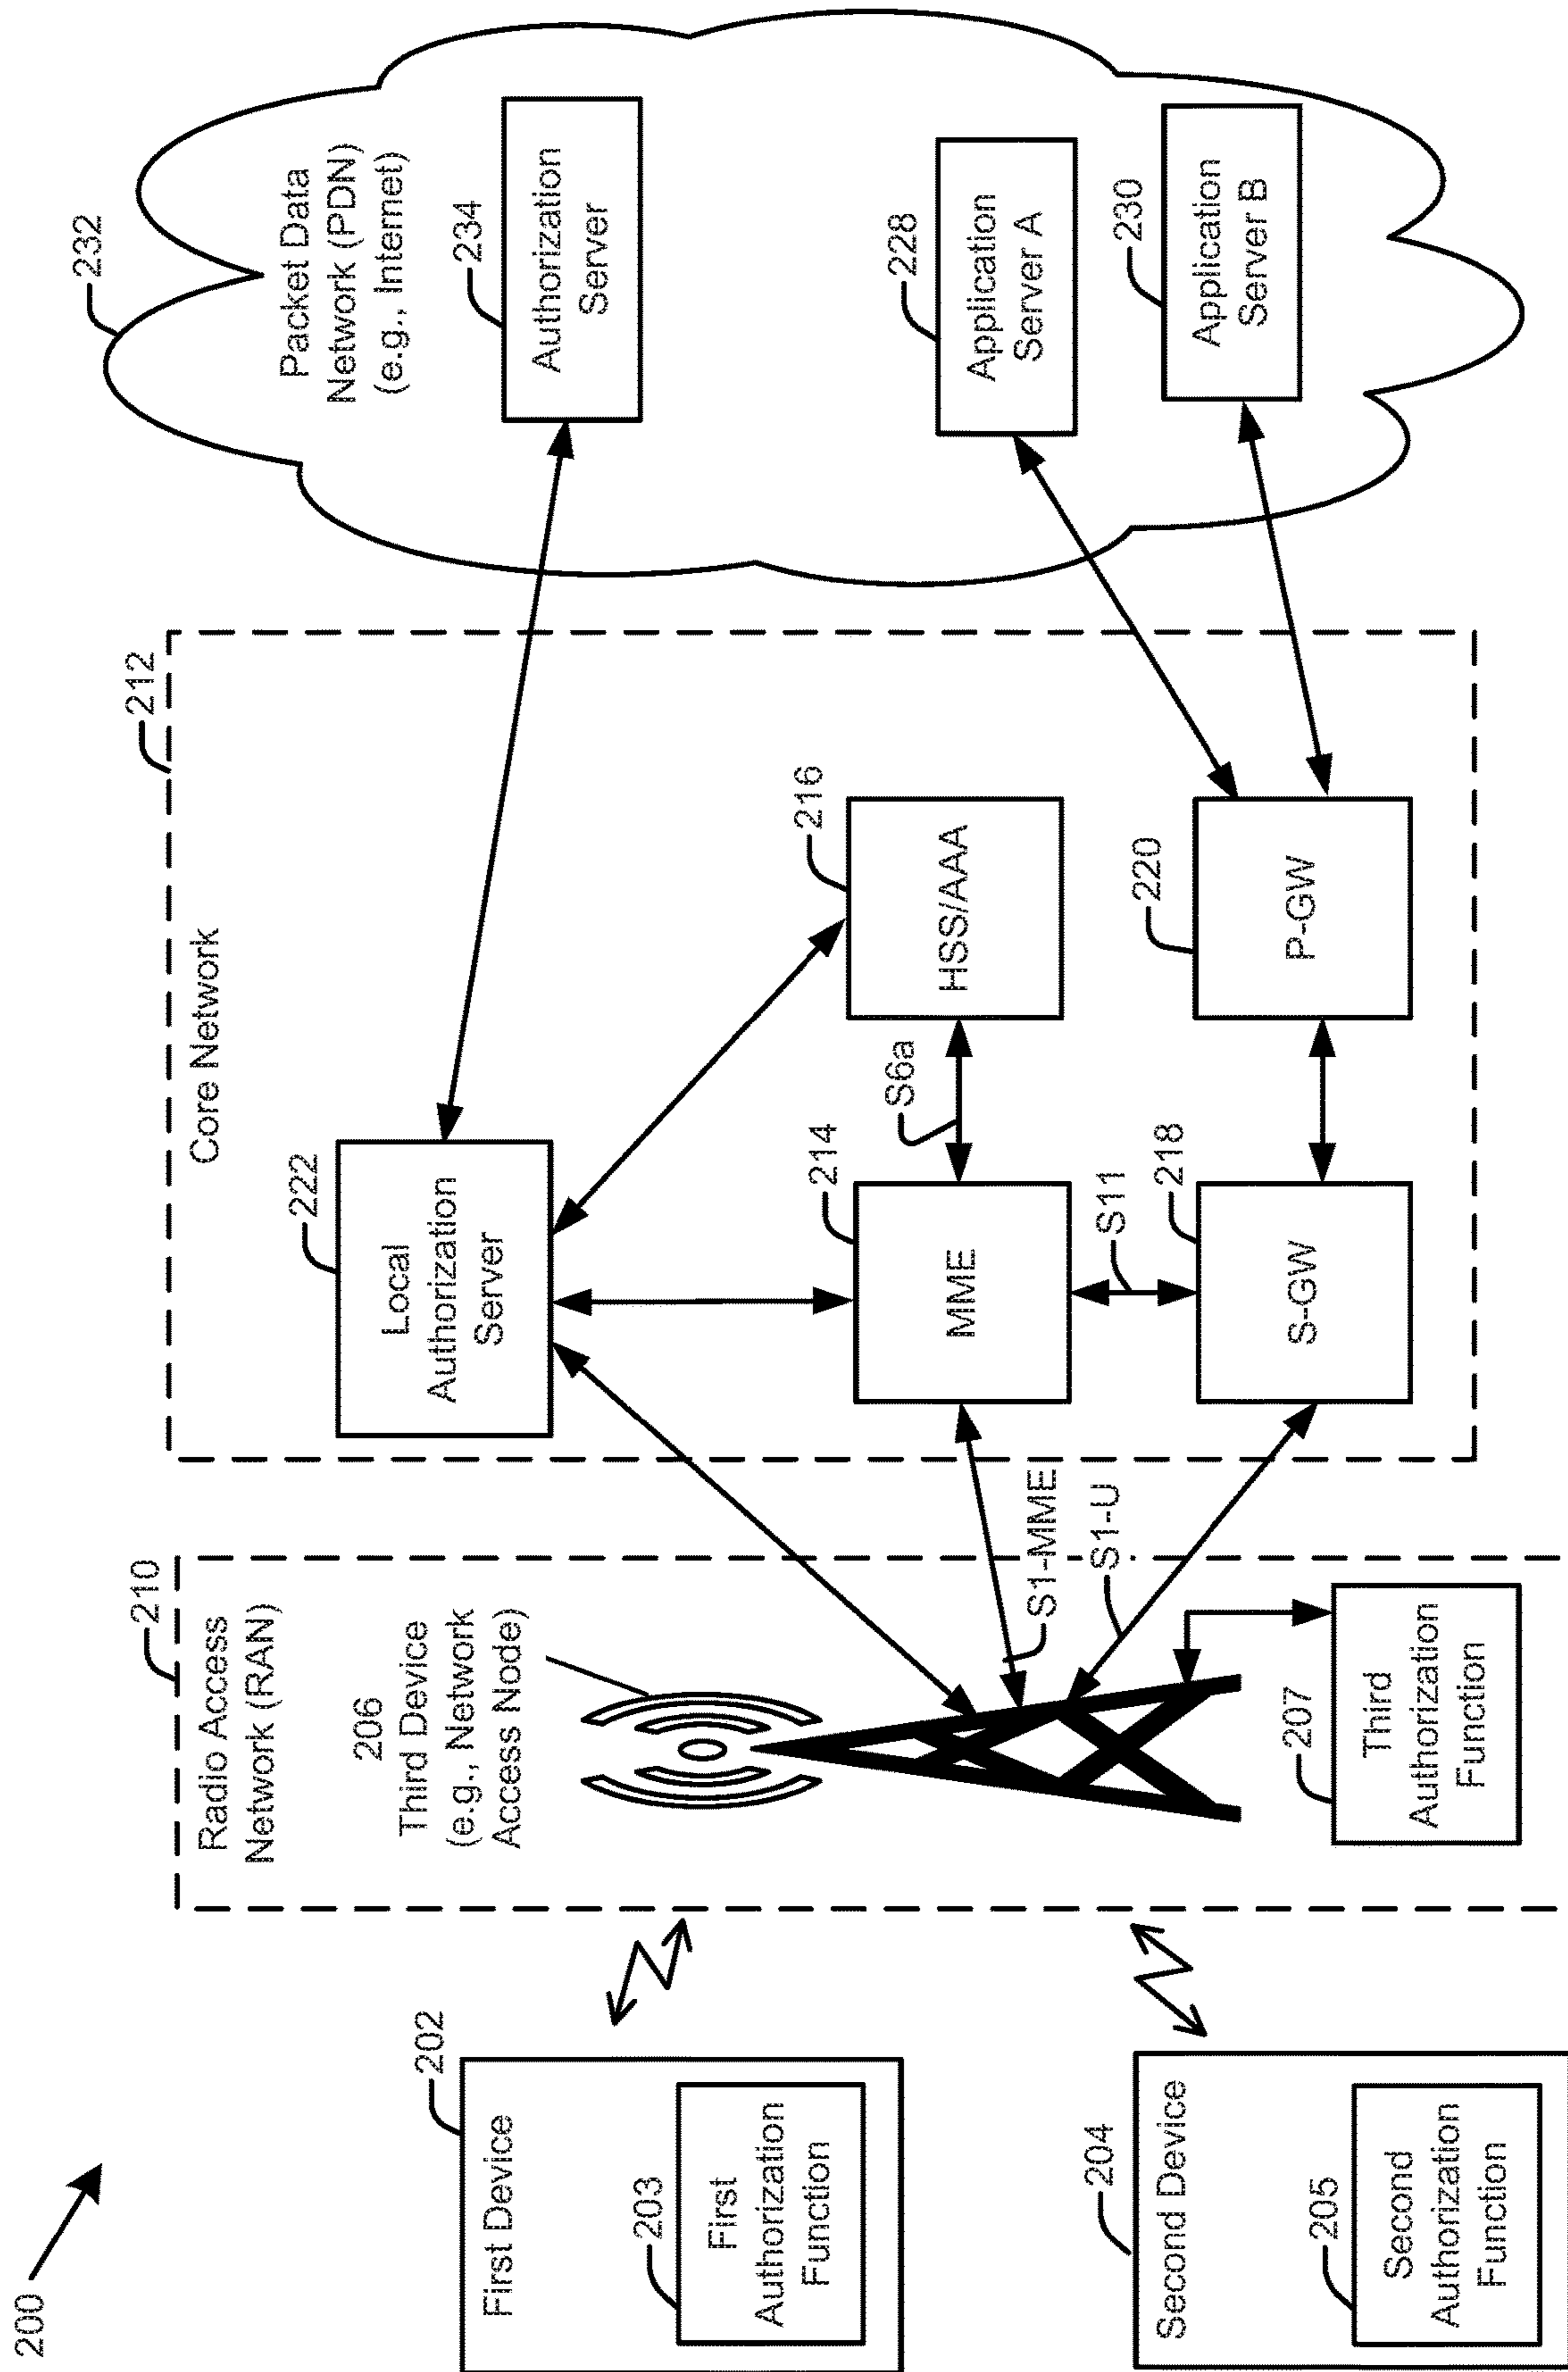 200
First Device
202
203
First
Authorization
Function
Second Device
204
205
Second
Authorization
Function
210
Radio Access
Network (RAN)
206
Third Device
(e.g., Network
Access Node)
207
Third
Authorization
Function
S1-MME
S1-U
212
Core Network
222
Local
Authorization
Server
214
MME
S6a
216
HSS/AAA
S11
218
S-GW
220
P-GW
232
Packet Data
Network (PDN)
(e.g., Internet)
234
Authorization
Server
228
Application
Server A
230
Application
Server B